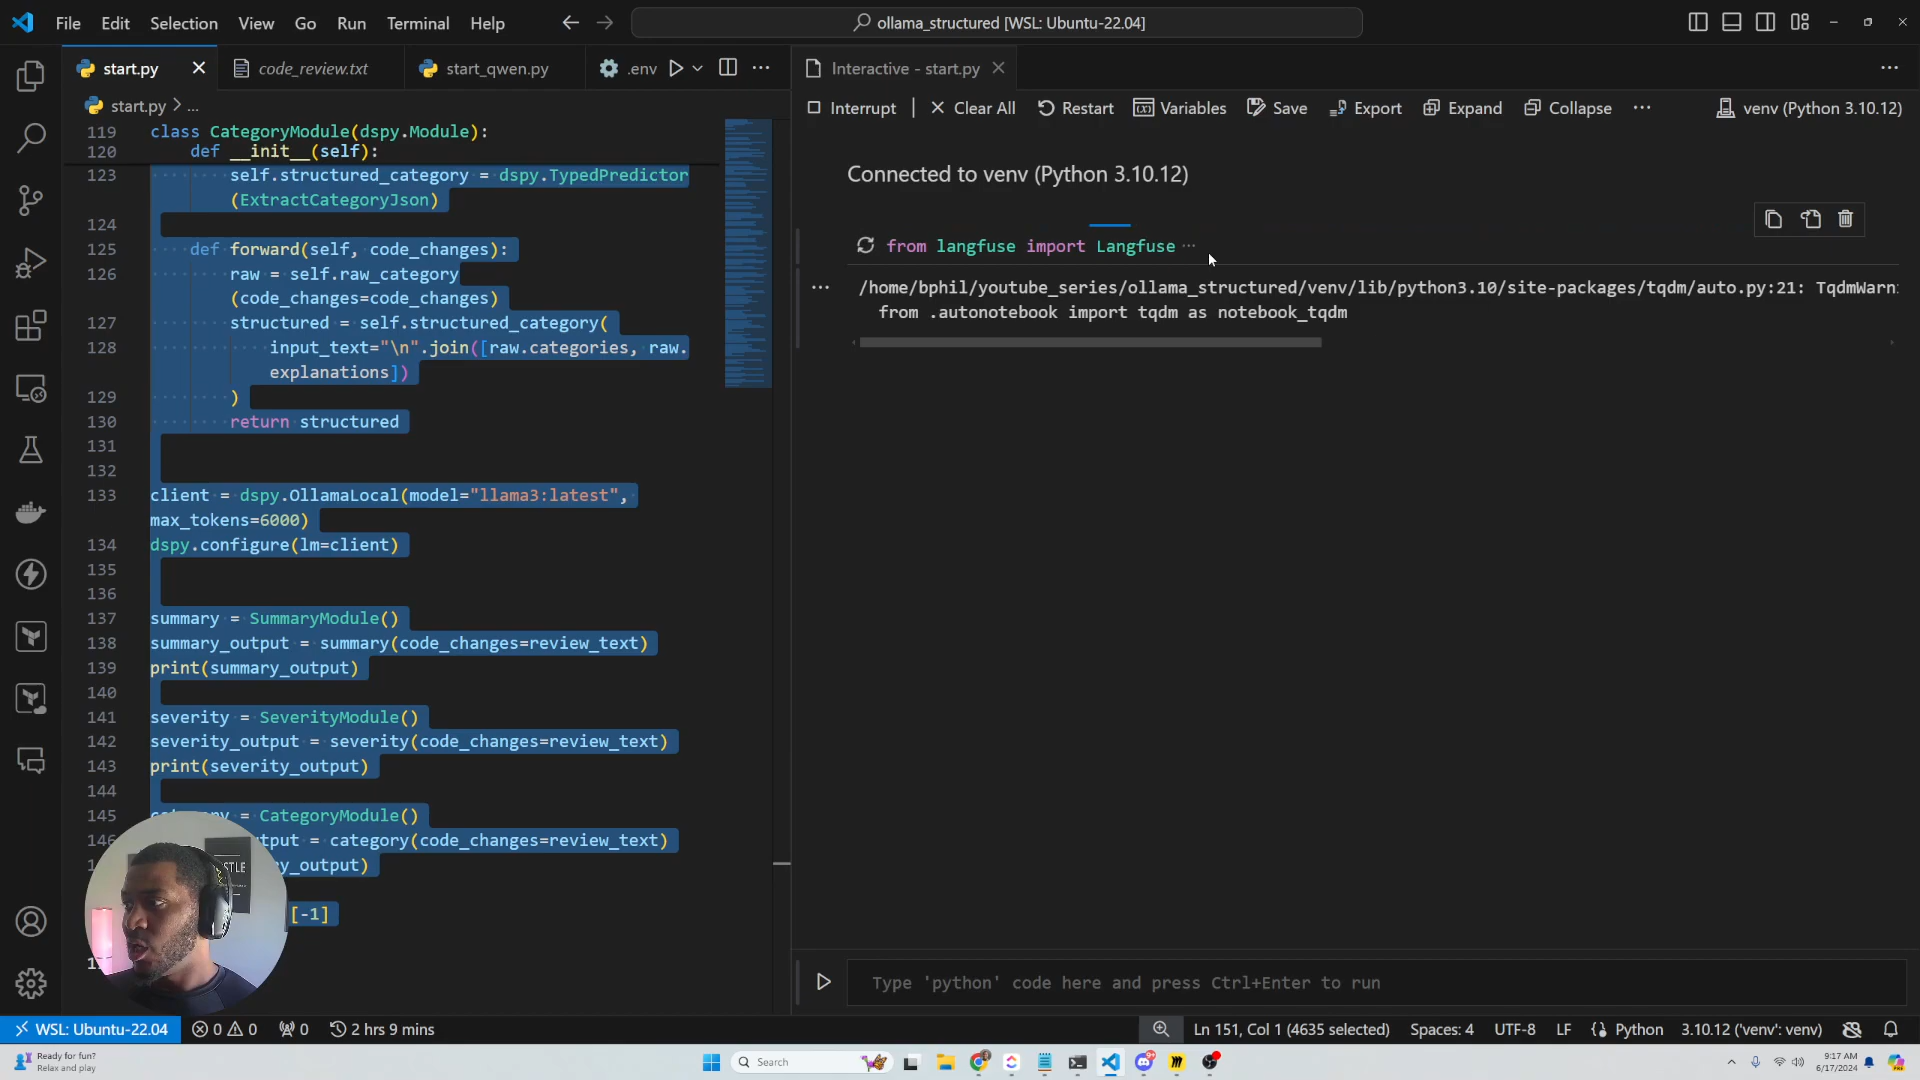 File Edit Selection View Go Run Terminal Help
ollama_structured [WSL: Ubuntu-22.04]
start.py
code_review.txt
start_qwen.py
.env
Interactive - start.py
start.py > ...
Interrupt | Clear All Restart Variables Save Export Expand Collapse ... venv (Python 3.10.12)
119 class CategoryModule(dspy.Module):
120 def __init__(self):
123 self.structured_category = dspy.TypedPredictor
(ExtractCategoryJson)
124
125 def forward(self, code_changes):
126 raw = self.raw_category
(code_changes=code_changes)
127 structured = self.structured_category(
128 input_text="\n".join([raw.categories, raw.
explanations])
129 )
130 return structured
131
132
133 client = dspy.OllamaLocal(model="llama3:latest",
max_tokens=6000)
134 dspy.configure(lm=client)
135
136
137 summary = SummaryModule()
138 summary_output = summary(code_changes=review_text)
139 print(summary_output)
140
141 severity = SeverityModule()
142 severity_output = severity(code_changes=review_text)
143 print(severity_output)
144
145 = CategoryModule()
146 = category(code_changes=review_text)
[-1]
Connected to venv (Python 3.10.12)
from langfuse import Langfuse ...
/home/bphil/youtube_series/ollama_structured/venv/lib/python3.10/site-packages/tqdm/auto.py:21: TqdmWarn
from .autonotebook import tqdm as notebook_tqdm
Type 'python' code here and press Ctrl+Enter to run
WSL: Ubuntu-22.04 0 0 0 2 hrs 9 mins
Ln 151, Col 1 (4635 selected) Spaces: 4 UTF-8 LF Python 3.10.12 ('venv': venv)
Ready for fun?
Relax and play
Search
9:17 AM
6/17/2024